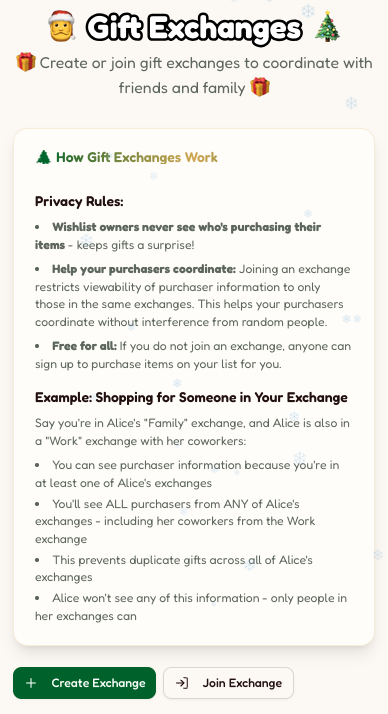 Gift Exchanges
Create or join gift exchanges to coordinate with
friends and family
How Gift Exchanges Work
Privacy Rules:
• Wishlist owners never see who's purchasing their
items - keeps gifts a surprise!
• Help your purchasers coordinate: Joining an exchange
restricts viewability of purchaser information to only
those in the same exchanges. This helps your purchasers
coordinate without interference from random people.
• Free for all: If you do not join an exchange, anyone can
sign up to purchase items on your list for you.
Example: Shopping for Someone in Your Exchange
Say you're in Alice's "Family" exchange, and Alice is also in
a "Work" exchange with her coworkers:
• You can see purchaser information because you're in
at least one of Alice's exchanges
• You'll see ALL purchasers from ANY of Alice's
exchanges - including her coworkers from the Work
exchange
• This prevents duplicate gifts across all of Alice's
exchanges
• Alice won't see any of this information - only people in
her exchanges can
+ Create Exchange
Join Exchange